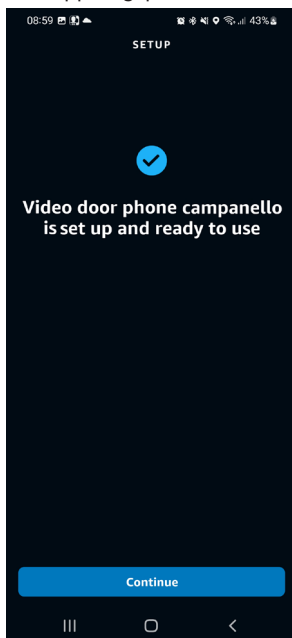 08:59 43%
SETUP
Video door phone campanello
is set up and ready to use
Continue